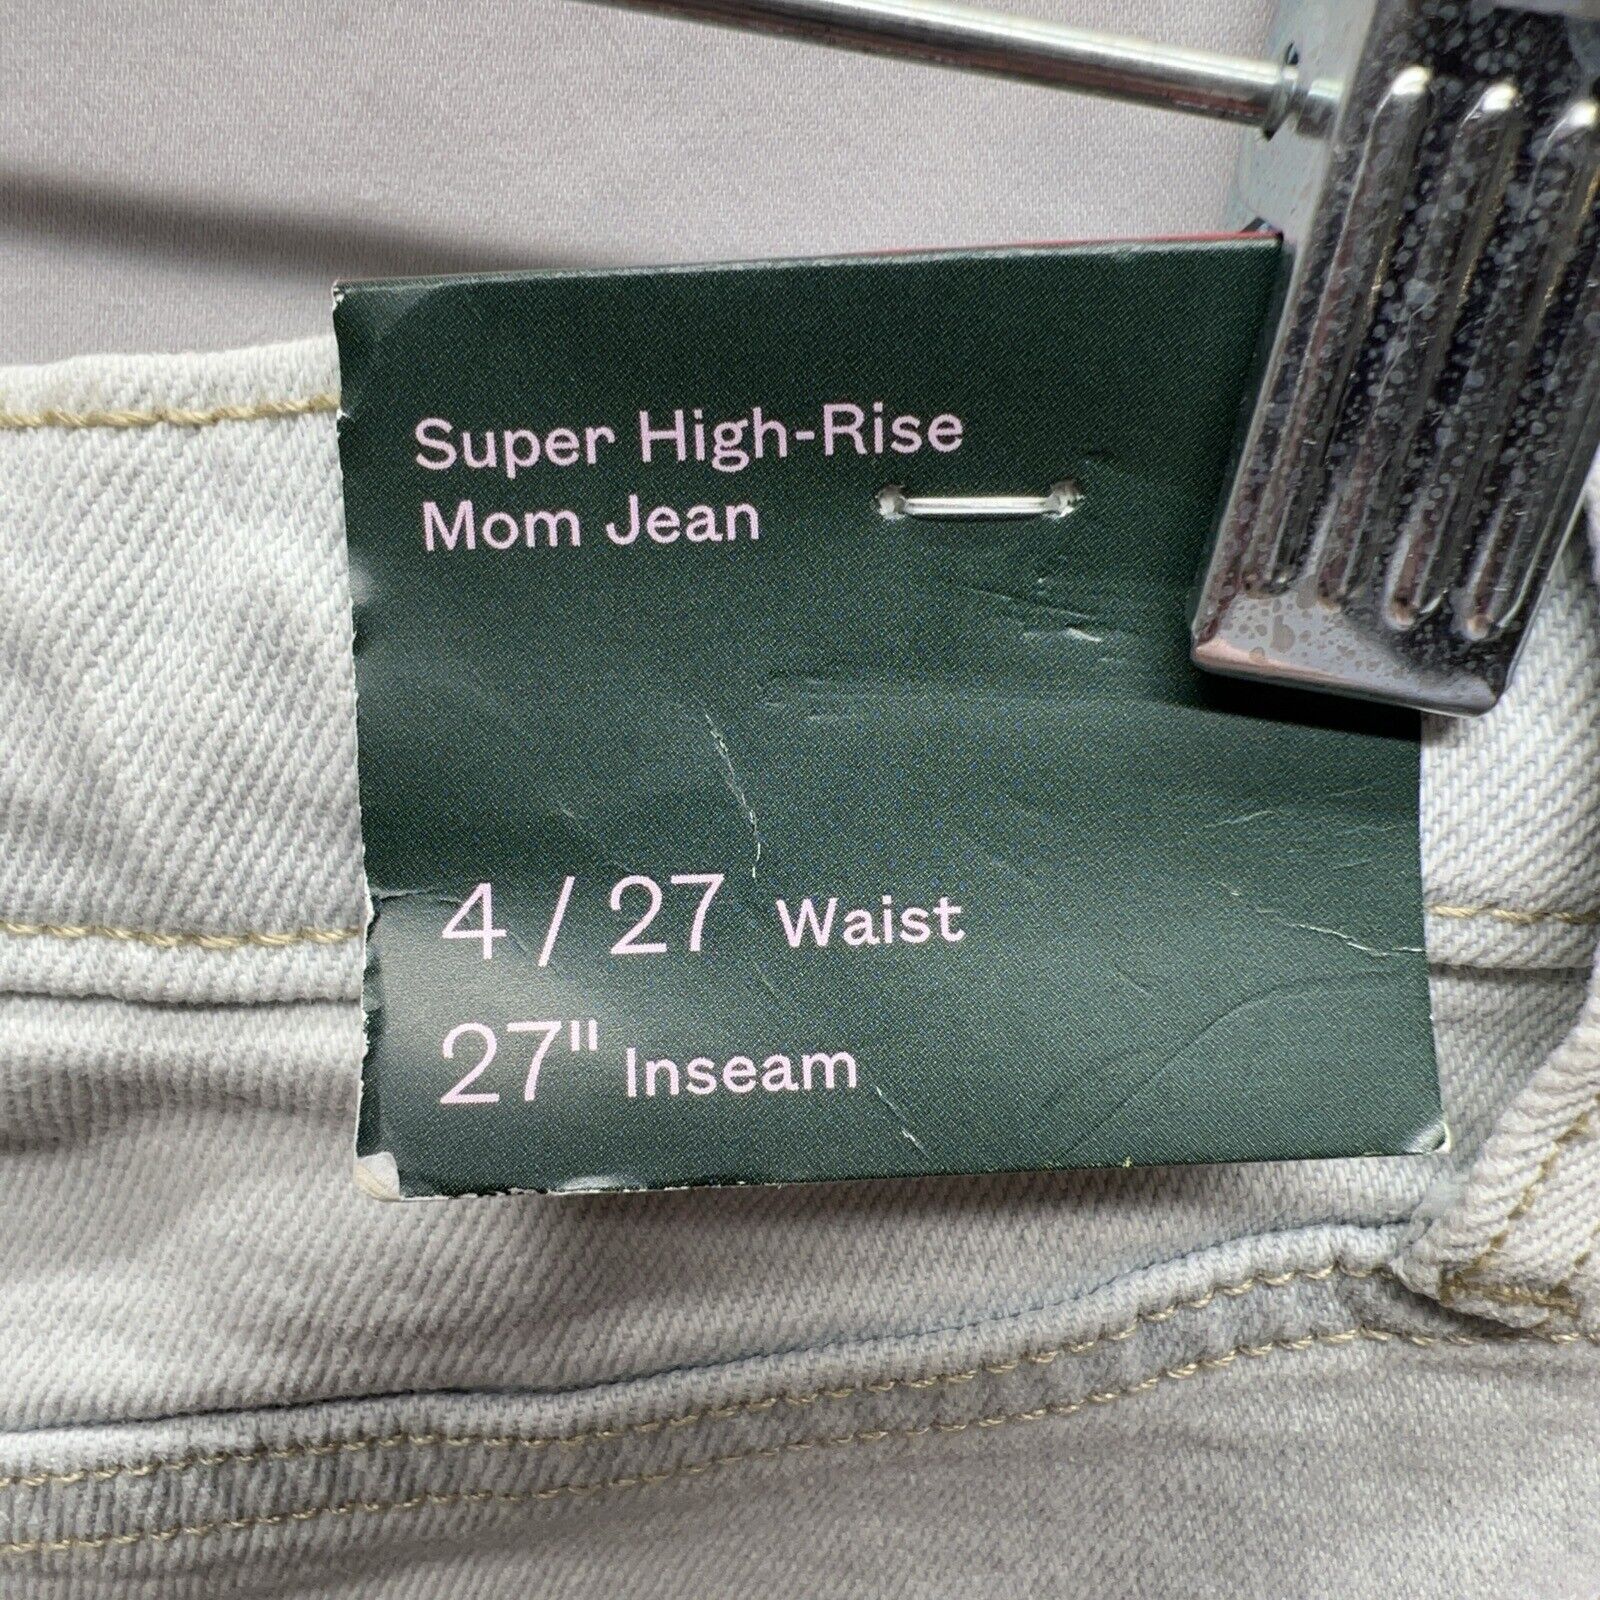 Super High-Rise
Mom Jean
4 / 27 Waist
27" Inseam